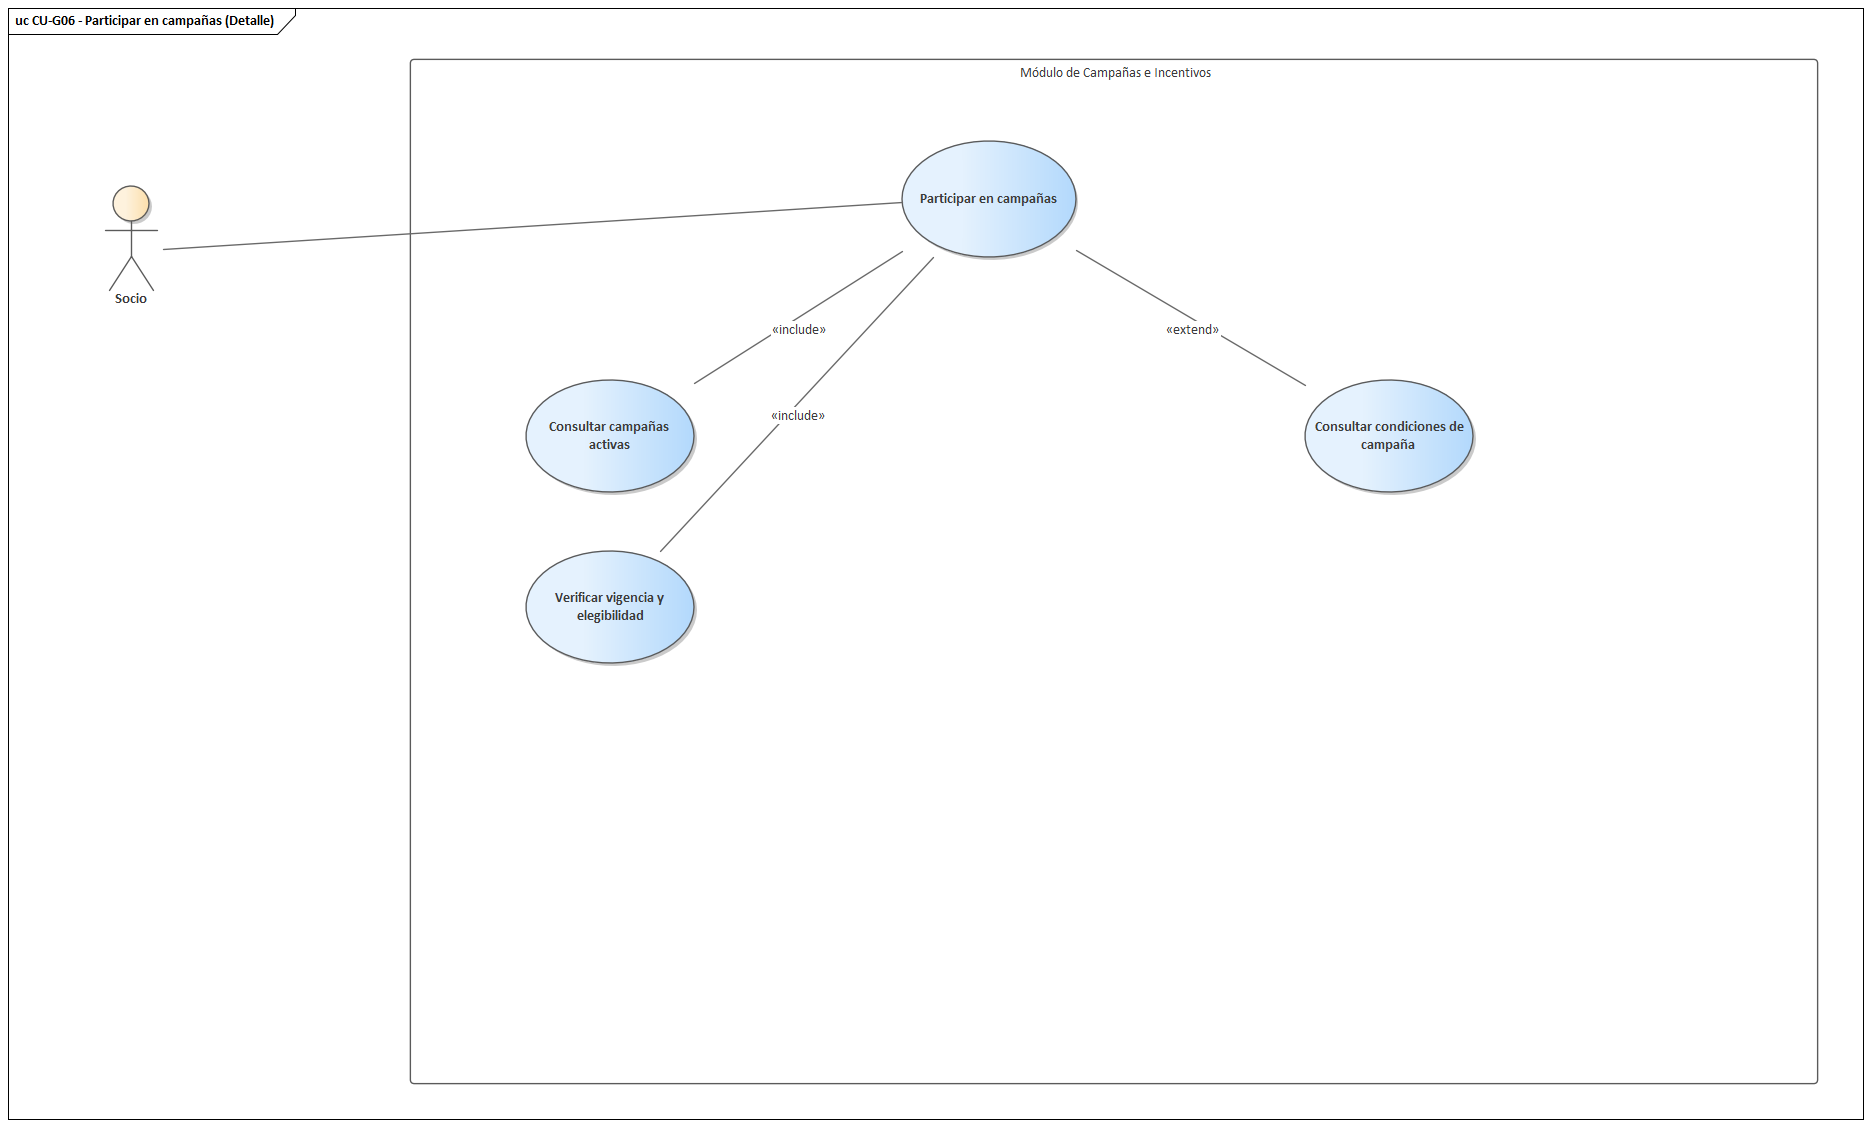 uc CU-G06 - Participar en campañas (Detalle)
Módulo de Campañas e Incentivos
Participar en campañas
Socio
«include»
«extend»
«include»
Consultar campañas
activas
Consultar condiciones de
campaña
Verificar vigencia y
elegibilidad